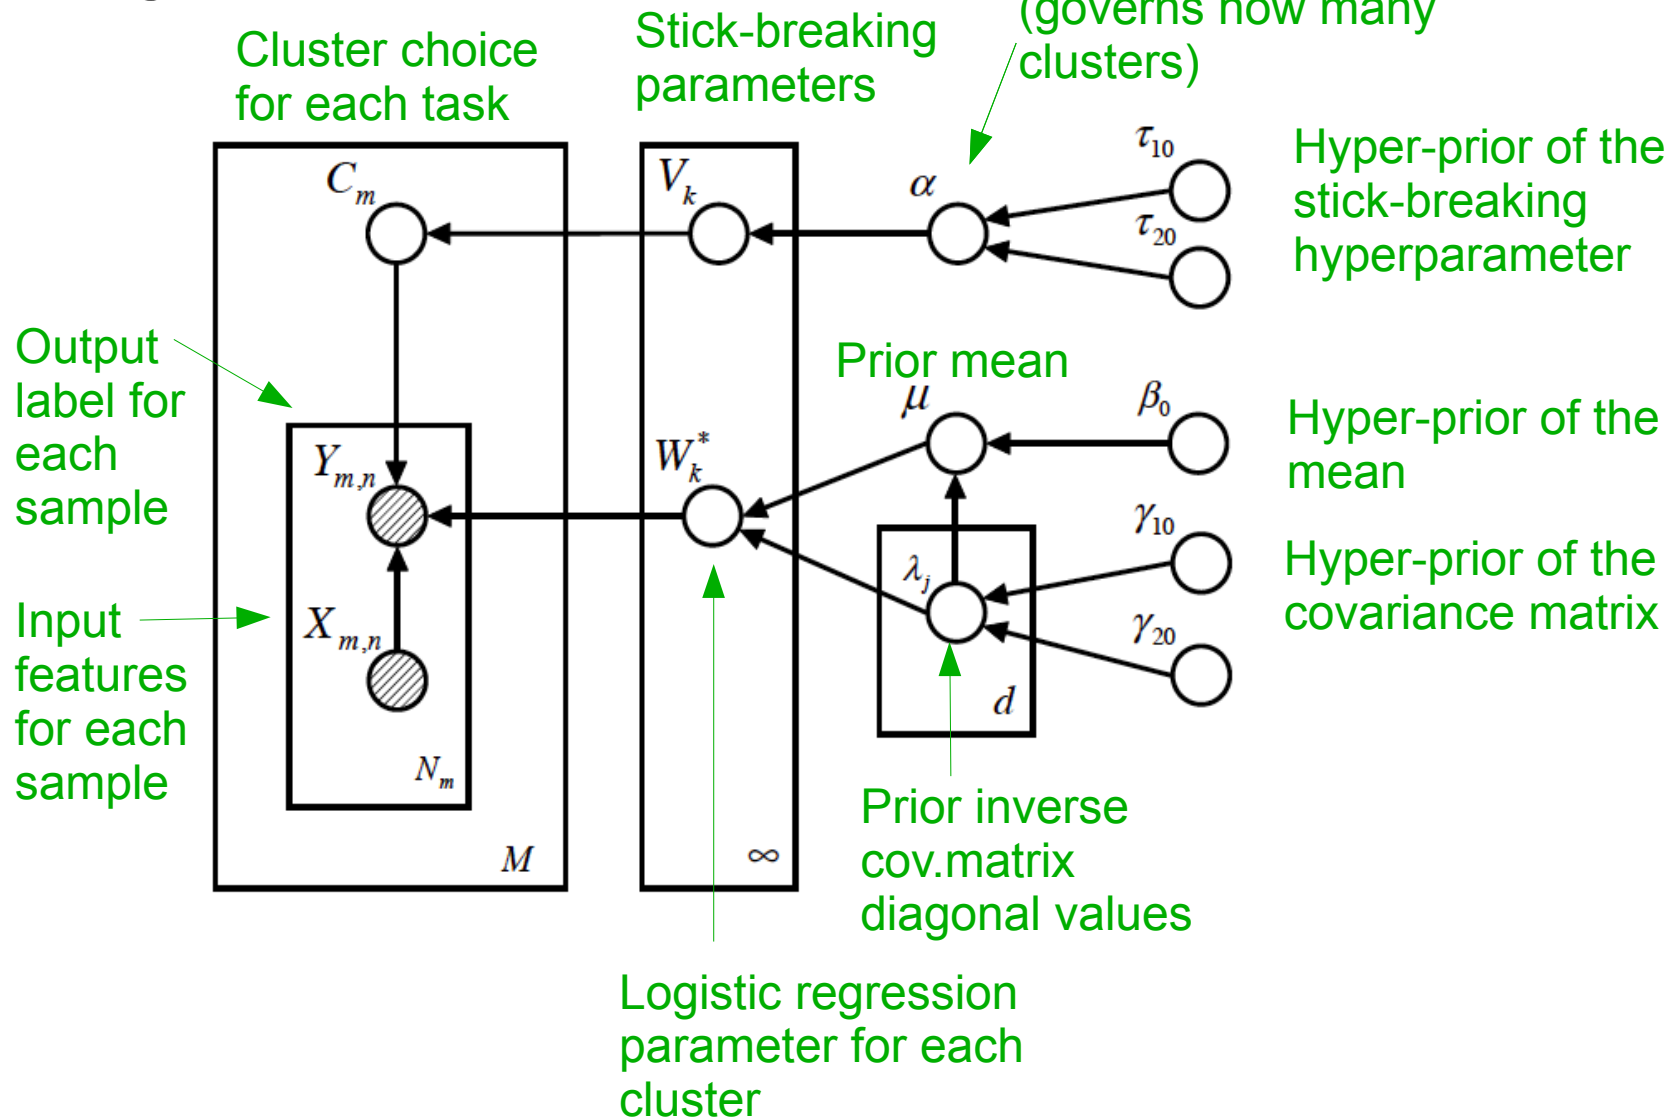 (governs how many
clusters)
Stick-breaking
parameters
Cluster choice
for each task
C_m
V_k
α
τ_10
τ_20
Hyper-prior of the
stick-breaking
hyperparameter
Output
label for
each
sample
Prior mean
μ
β_0
Hyper-prior of the
mean
Y_{m,n}
W_k^*
γ_10
λ_j
Hyper-prior of the
covariance matrix
γ_20
Input
features
for each
sample
X_{m,n}
d
N_m
M
∞
Prior inverse
cov.matrix
diagonal values
Logistic regression
parameter for each
cluster